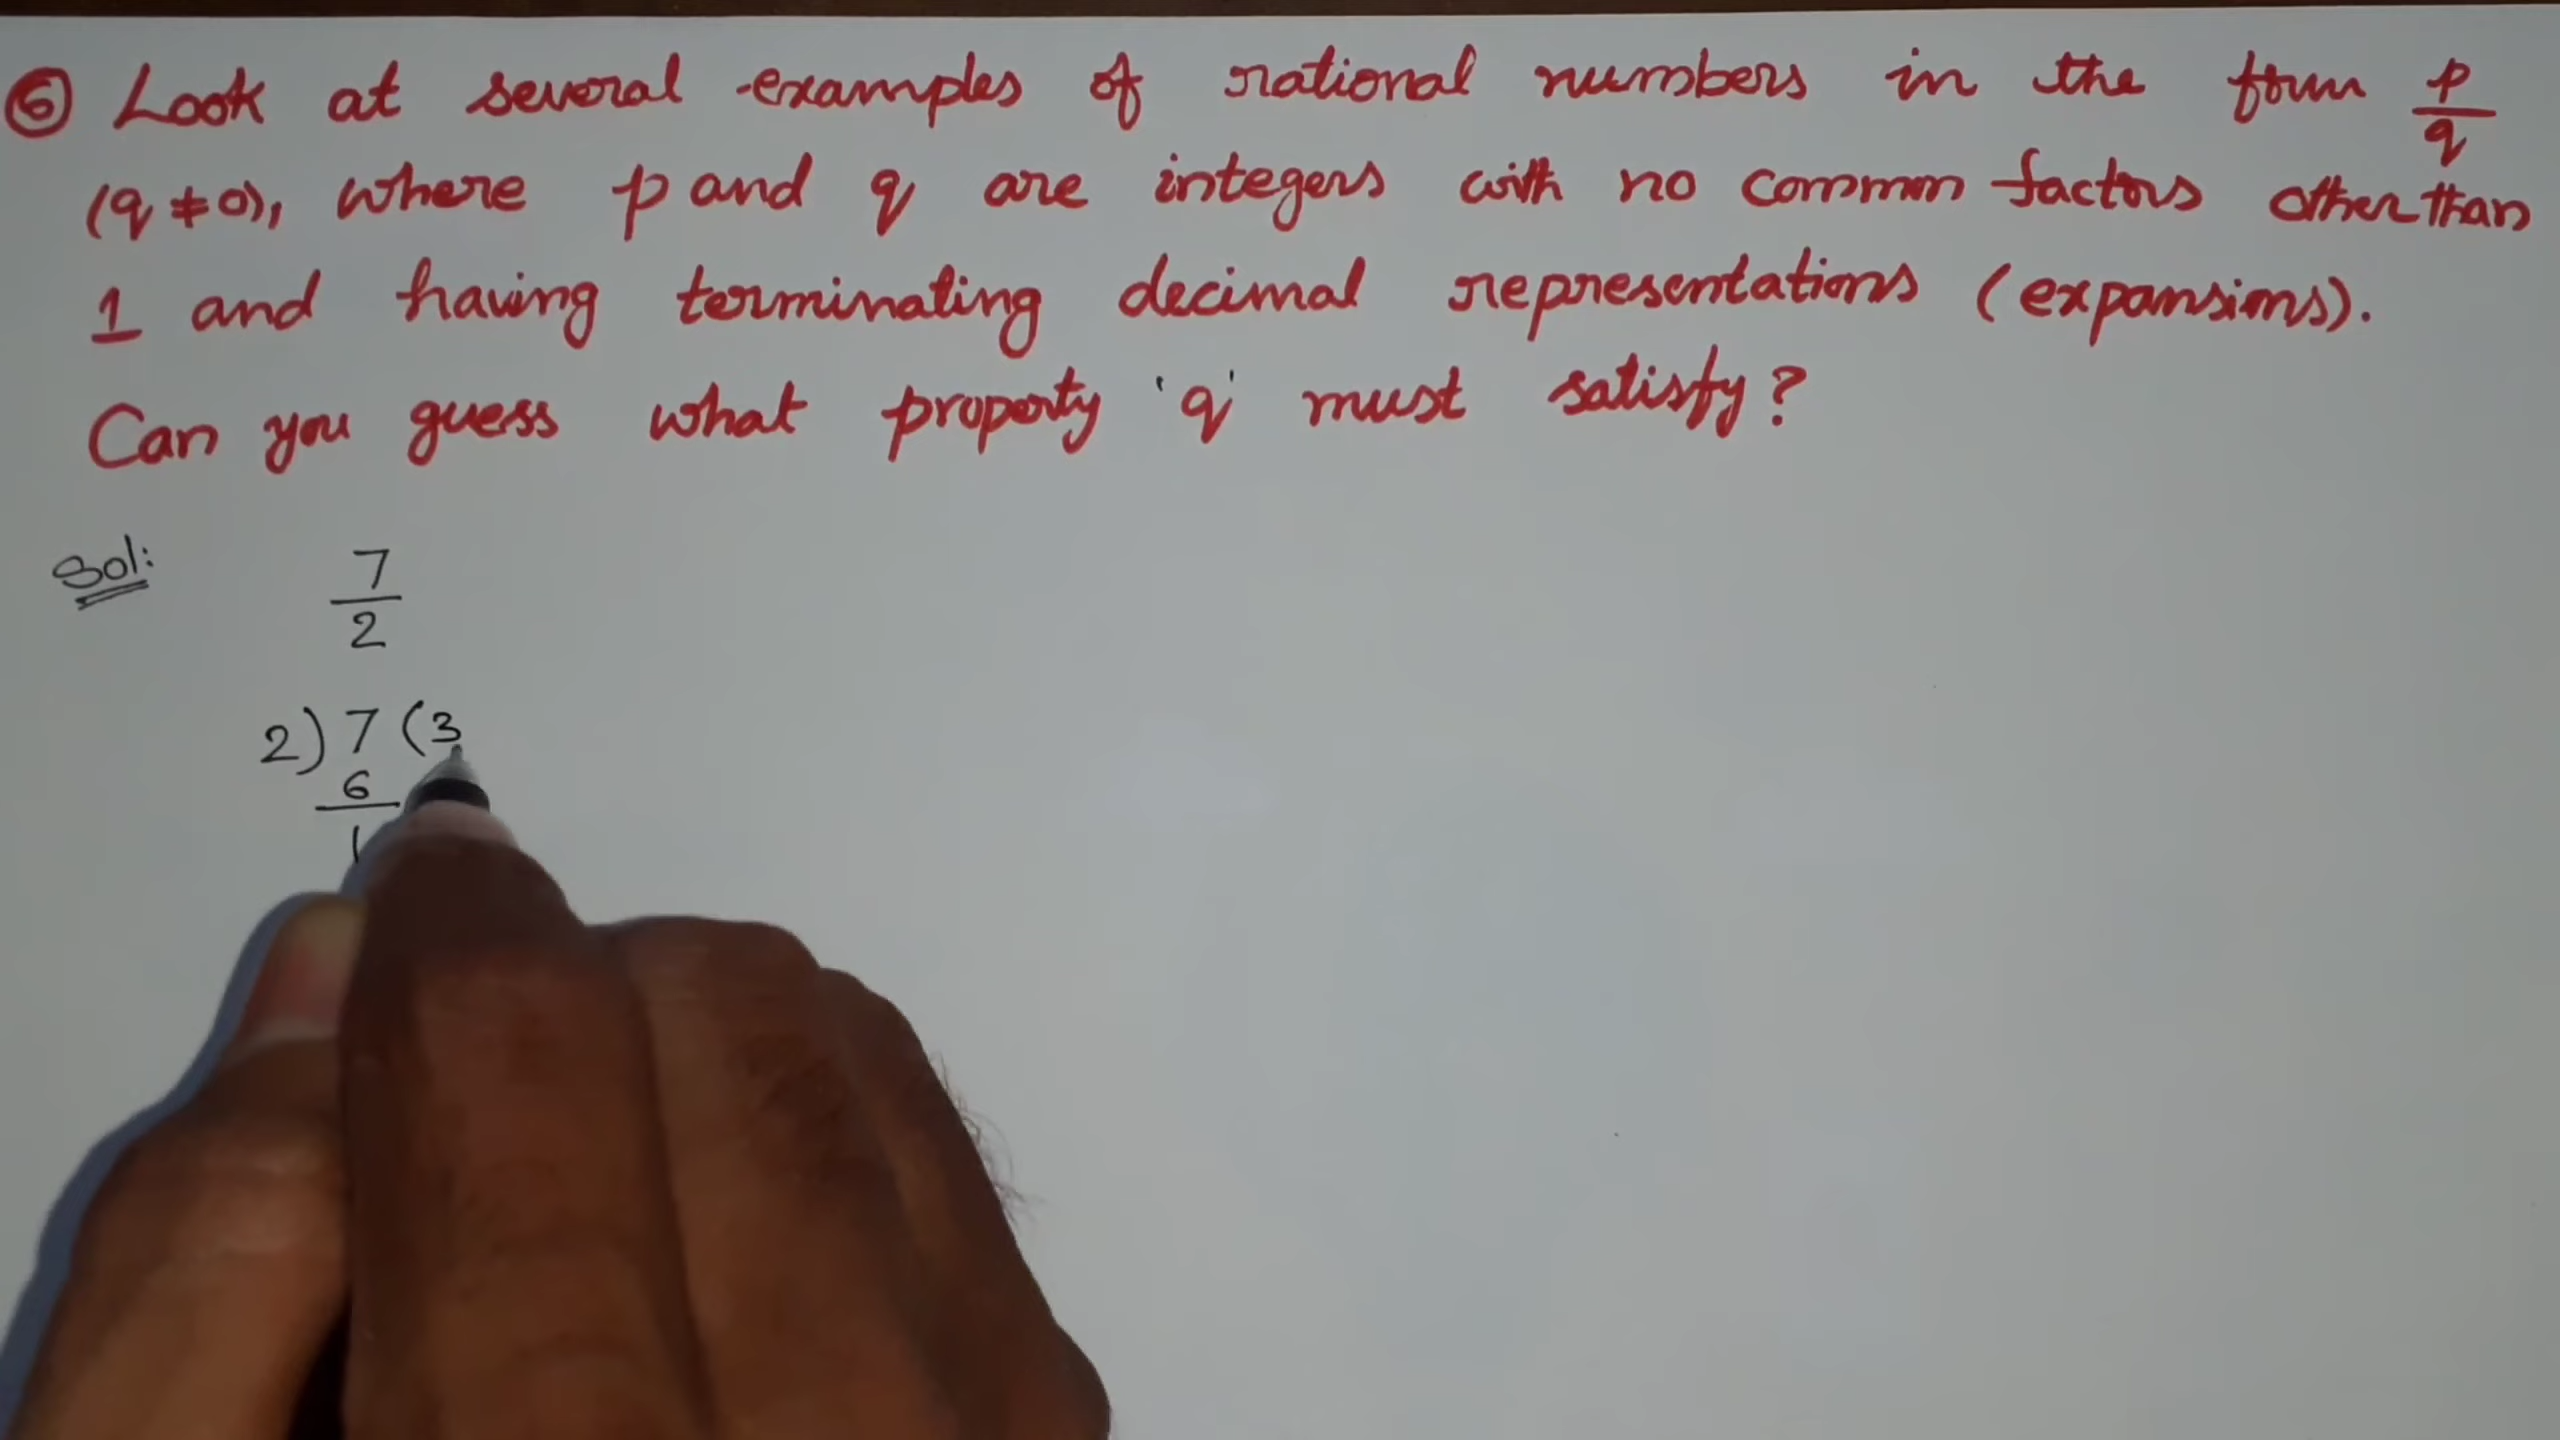 ⑥ Look at several examples of rational numbers in the form p/q
(q ≠ 0), where p and q are integers with no common factors other than
1 and having terminating decimal representations (expansions).
Can you guess what property 'q' must satisfy?
Sol:
7/2
2) 7 (3
6
1